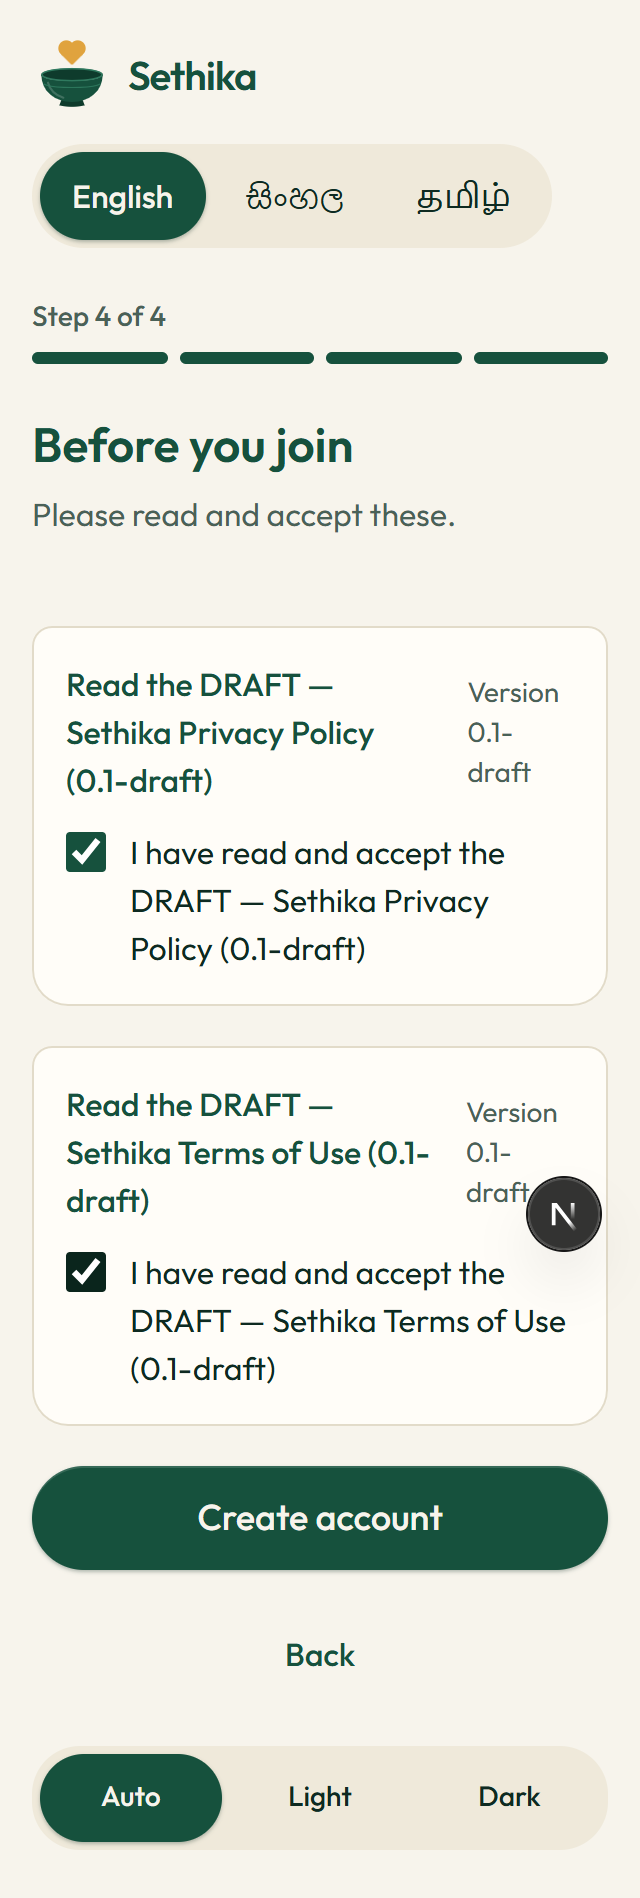 Sethika
English සිංහල தமிழ்
Step 4 of 4
Before you join
Please read and accept these.
Read the DRAFT —
Sethika Privacy Policy
(0.1-draft)
Version
0.1-
draft
I have read and accept the
DRAFT — Sethika Privacy
Policy (0.1-draft)
Read the DRAFT —
Sethika Terms of Use (0.1-
draft)
Version
0.1-
draft
N
I have read and accept the
DRAFT — Sethika Terms of Use
(0.1-draft)
Create account
Back
Auto Light Dark